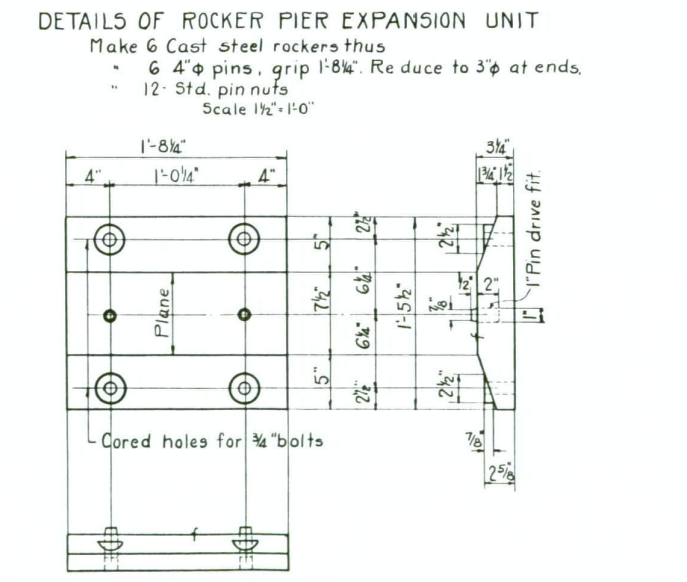 DETAILS OF ROCKER PIER EXPANSION UNIT
Make 6 Cast steel rockers thus
" 6 4"φ pins, grip 1'-8¼". Reduce to 3"φ at ends.
" 12- Std. pin nuts
Scale 1½"=1'-0"
1'-8¼"
4" 1'-0¼" 4"
3¼"
1¾" 1½"
5"
7½"
5"
2½"
6¼"
6¼"
2½"
1'-5½"
2½"
½" 2"
7/8"
1"
2½"
1" Pin drive fit.
Plane
f
Cored holes for ¾" bolts
7/8"
2 5/8"
f